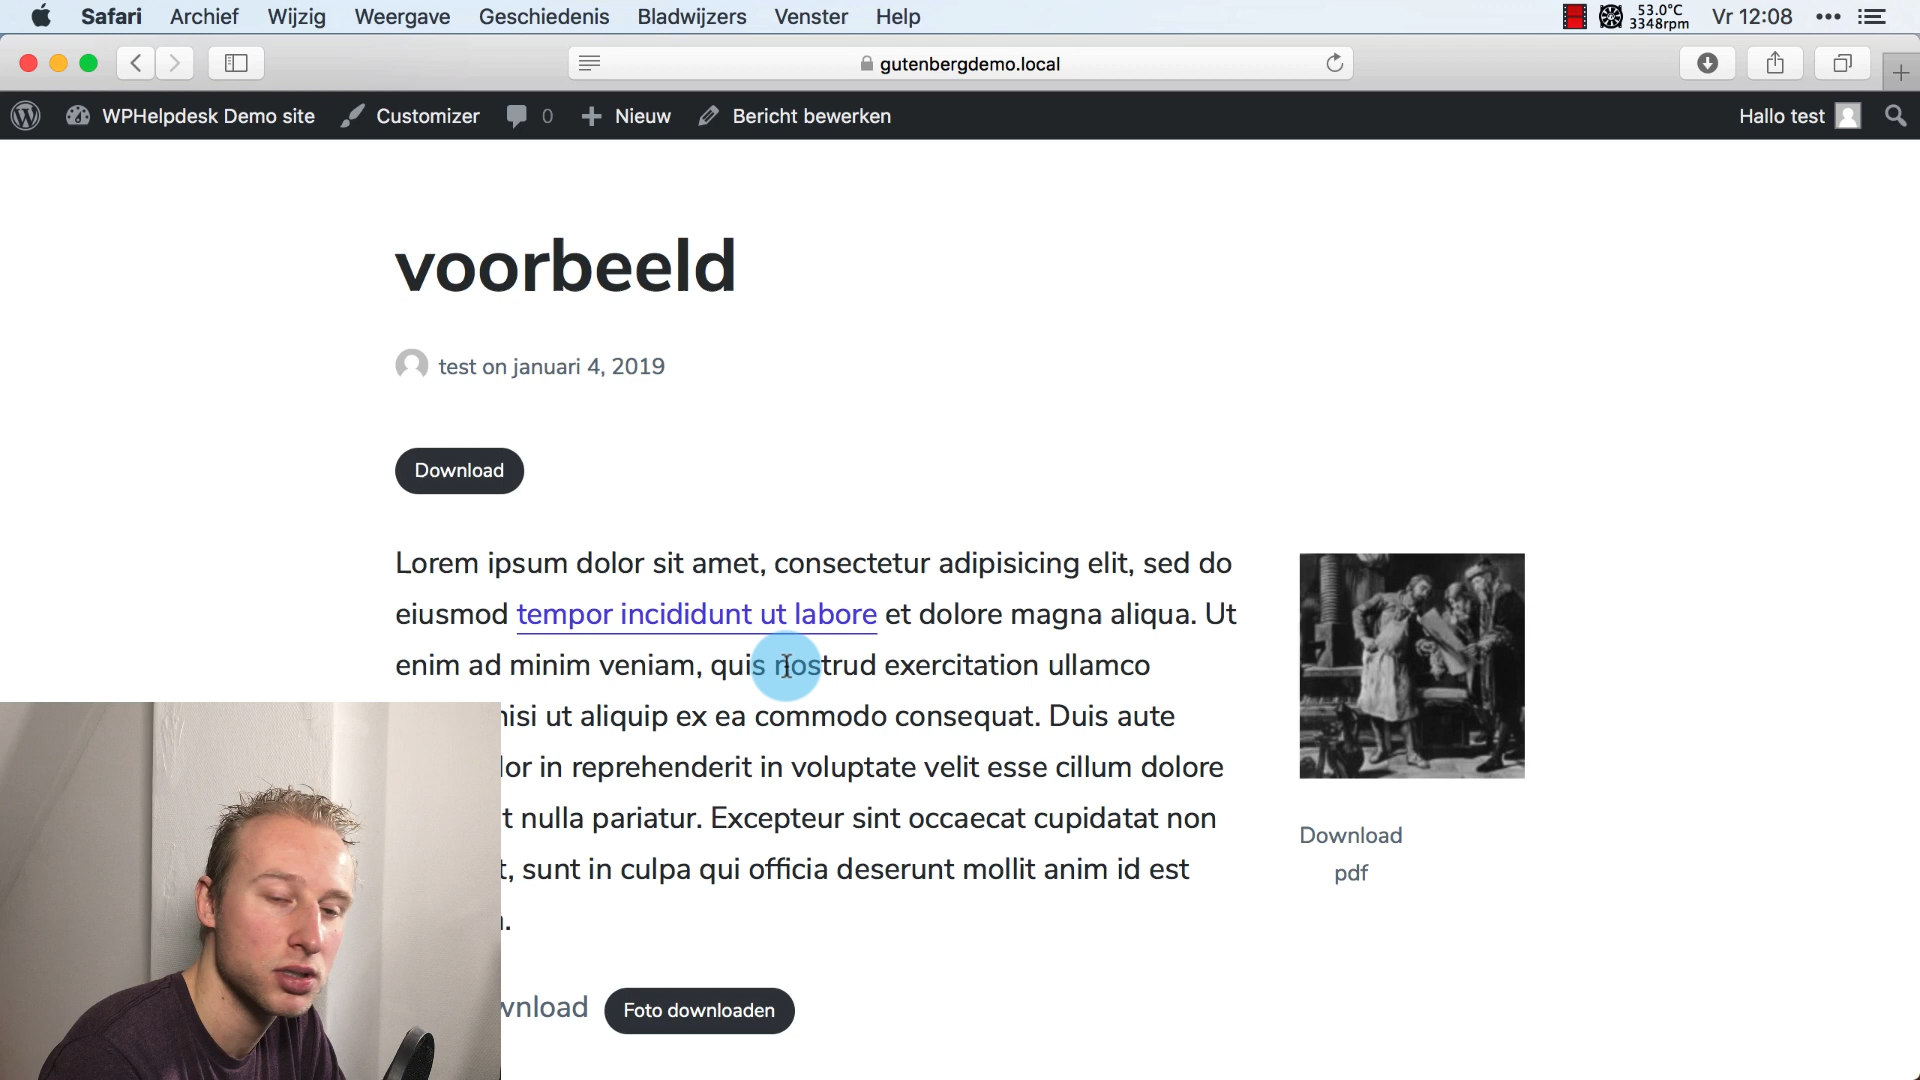 Safari Archief Wijzig Weergave Geschiedenis Bladwijzers Venster Help 53.0°C 3348rpm Vr 12:08
gutenbergdemo.local
WPHelpdesk Demo site Customizer 0 Nieuw Bericht bewerken Hallo test
voorbeeld
test on januari 4, 2019
Download
Lorem ipsum dolor sit amet, consectetur adipisicing elit, sed do
eiusmod tempor incididunt ut labore et dolore magna aliqua. Ut
enim ad minim veniam, quis nostrud exercitation ullamco
nisi ut aliquip ex ea commodo consequat. Duis aute
lor in reprehenderit in voluptate velit esse cillum dolore
t nulla pariatur. Excepteur sint occaecat cupidatat non
t, sunt in culpa qui officia deserunt mollit anim id est
.
Download
pdf
wnload Foto downloaden